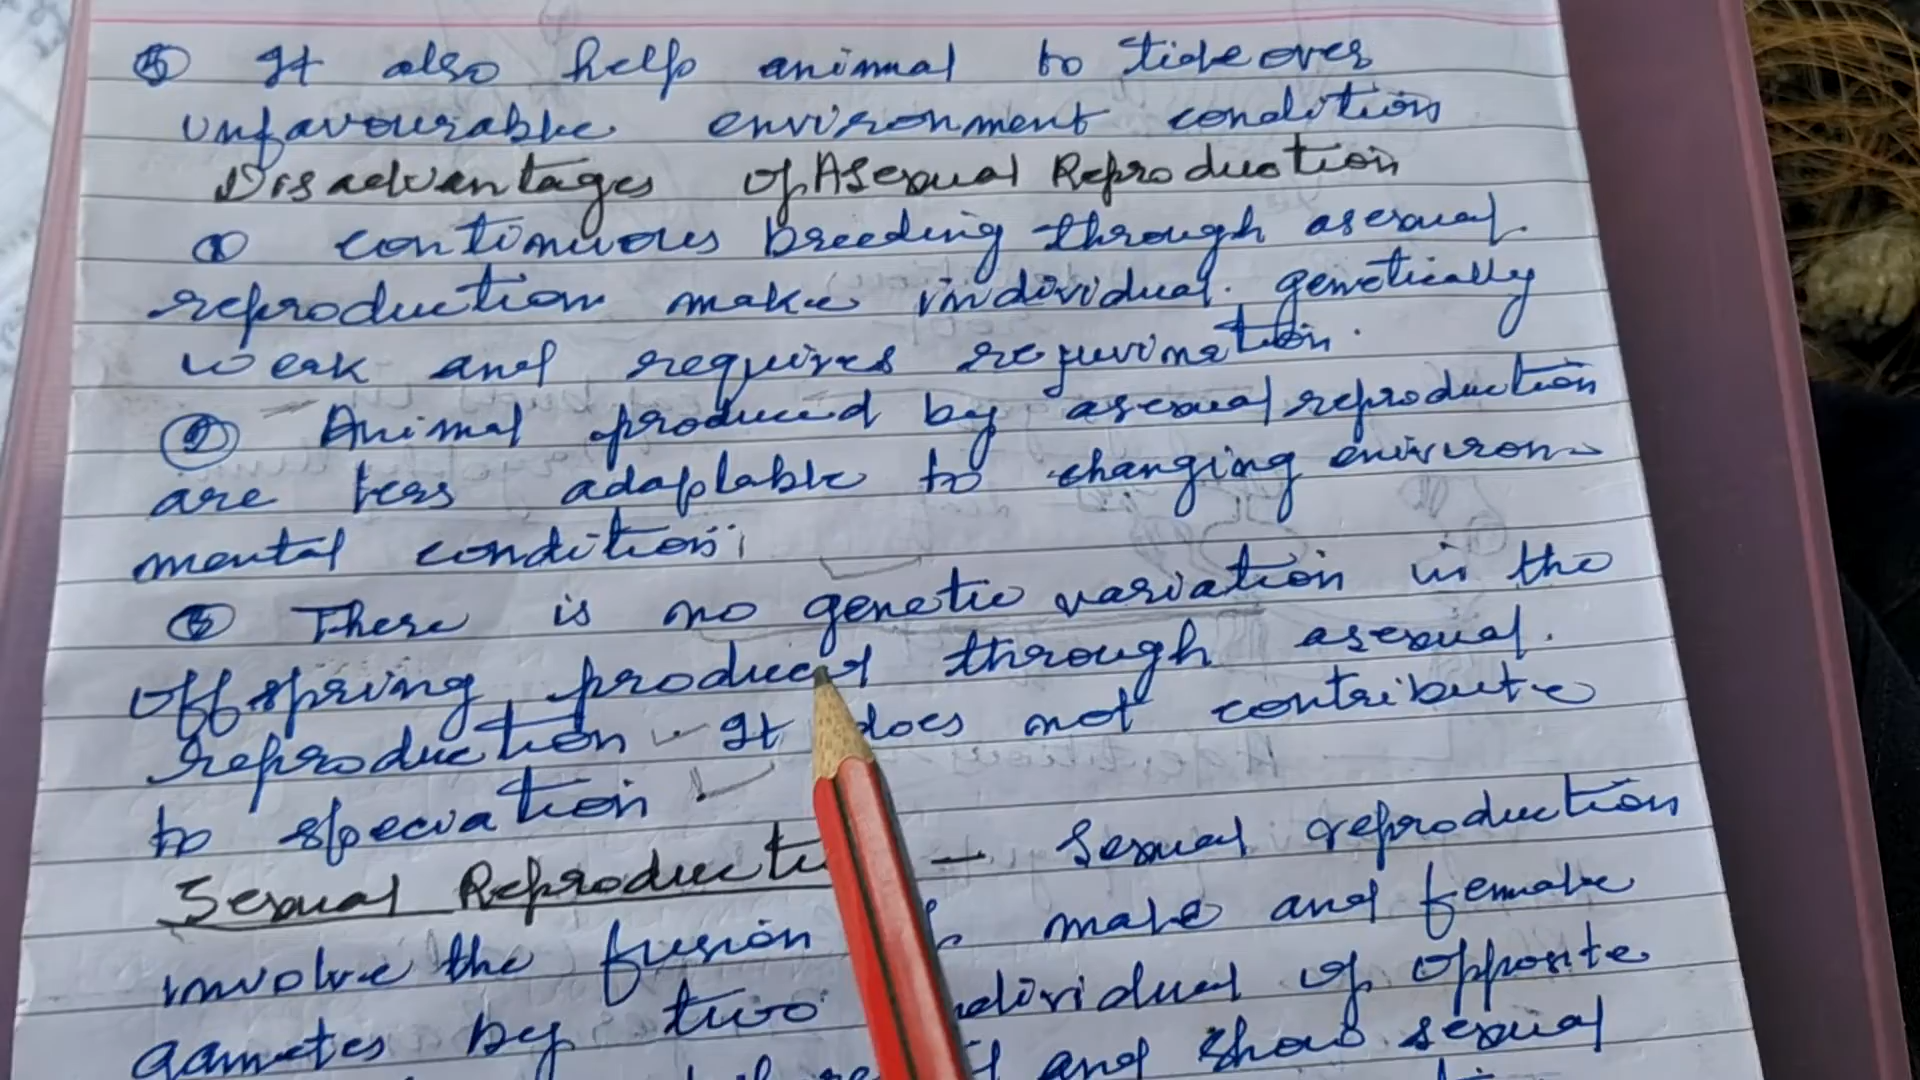 ⑤ It also help animal to tide over
unfavourable environment condition
Disadvantages of Asexual Reproduction
① continuous breeding through asexual
reproduction make individual genetically
weak and requires rejuvination.
② Animal produced by asexual reproduction
are less adaptable to changing environ-
mental condition;
③ There is no genetic variation in the
offspring produced through asexual
reproduction. It does not contribute
to speciation
Sexual Reproducti — Sexual reproduction
involve the fusion male and female
gametes by two individual of opposite
and show sexual